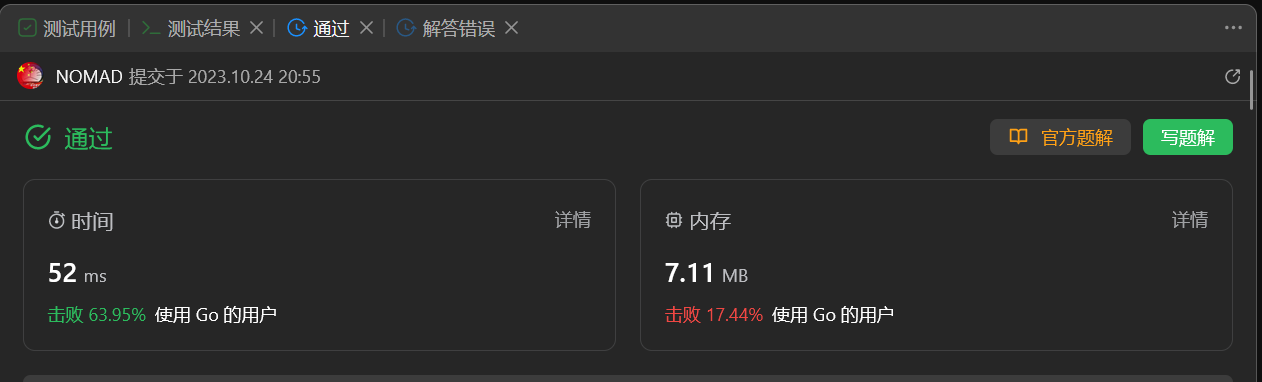 测试用例 测试结果 通过 解答错误
NOMAD 提交于 2023.10.24 20:55
通过 官方题解 写题解
时间 详情 内存 详情
52 ms 7.11 MB
击败 63.95% 使用 Go 的用户 击败 17.44% 使用 Go 的用户